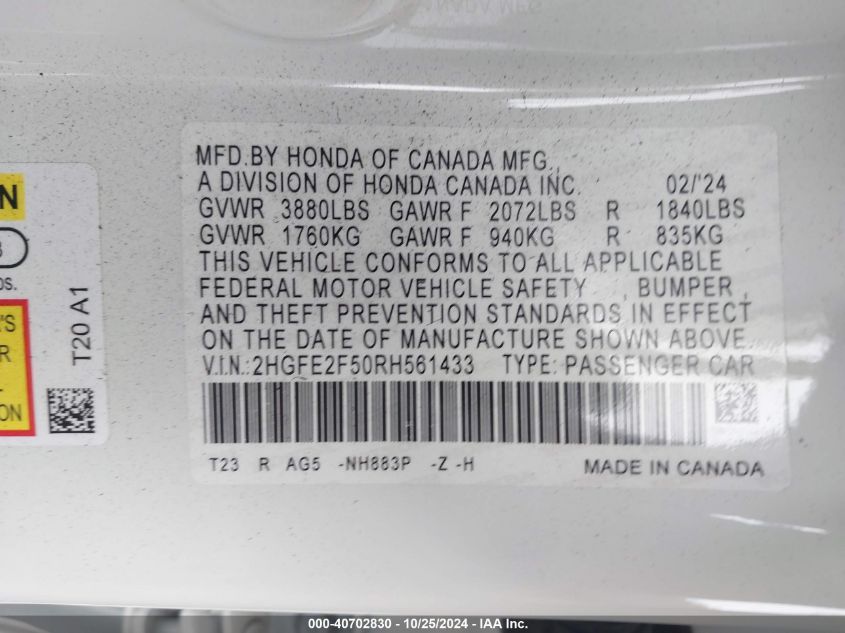 MFD.BY HONDA OF CANADA MFG.,
A DIVISION OF HONDA CANADA INC. 02/'24
GVWR 3880LBS GAWR F 2072LBS R 1840LBS
GVWR 1760KG GAWR F 940KG R 835KG
THIS VEHICLE CONFORMS TO ALL APPLICABLE
FEDERAL MOTOR VEHICLE SAFETY , BUMPER ,
AND THEFT PREVENTION STANDARDS IN EFFECT
ON THE DATE OF MANUFACTURE SHOWN ABOVE.
V.I.N.:2HGFE2F50RH561433 TYPE: PASSENGER CAR
T23 R AG5 -NH883P -Z -H MADE IN CANADA
T20 A1
000-40702830 - 10/25/2024 - IAA Inc.